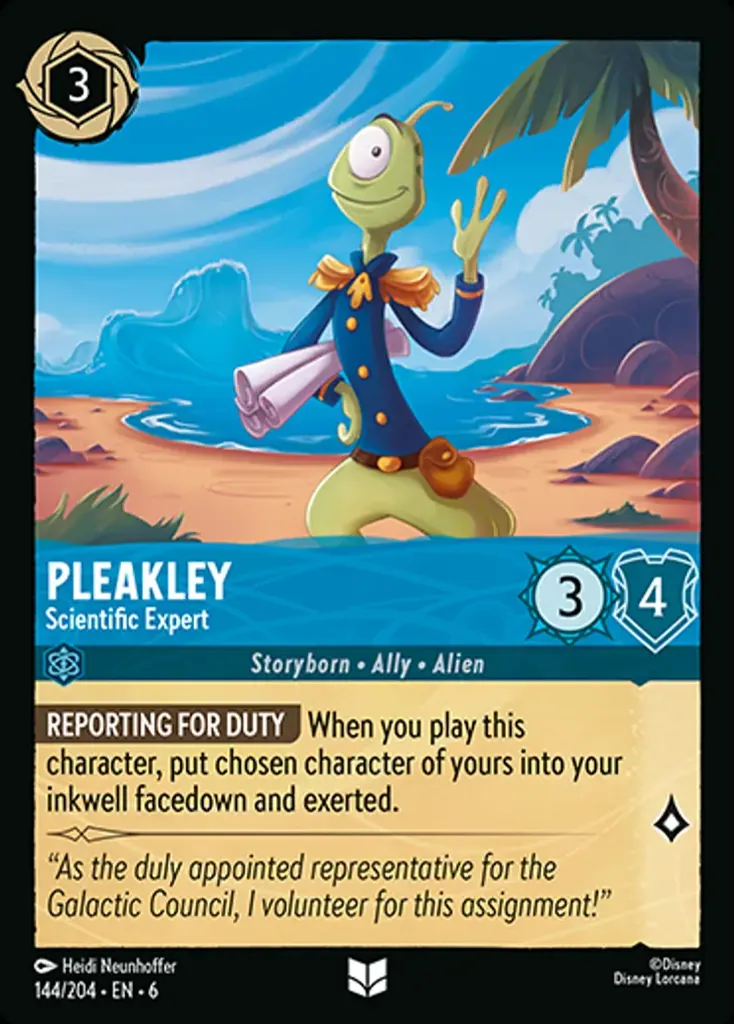 3
PLEAKLEY
Scientific Expert
3
4
Storyborn • Ally • Alien
REPORTING FOR DUTY When you play this
character, put chosen character of yours into your
inkwell facedown and exerted.
“As the duly appointed representative for the
Galactic Council, I volunteer for this assignment!”
Heidi Neunhoffer
144/204 • EN • 6
©Disney
Disney Lorcana